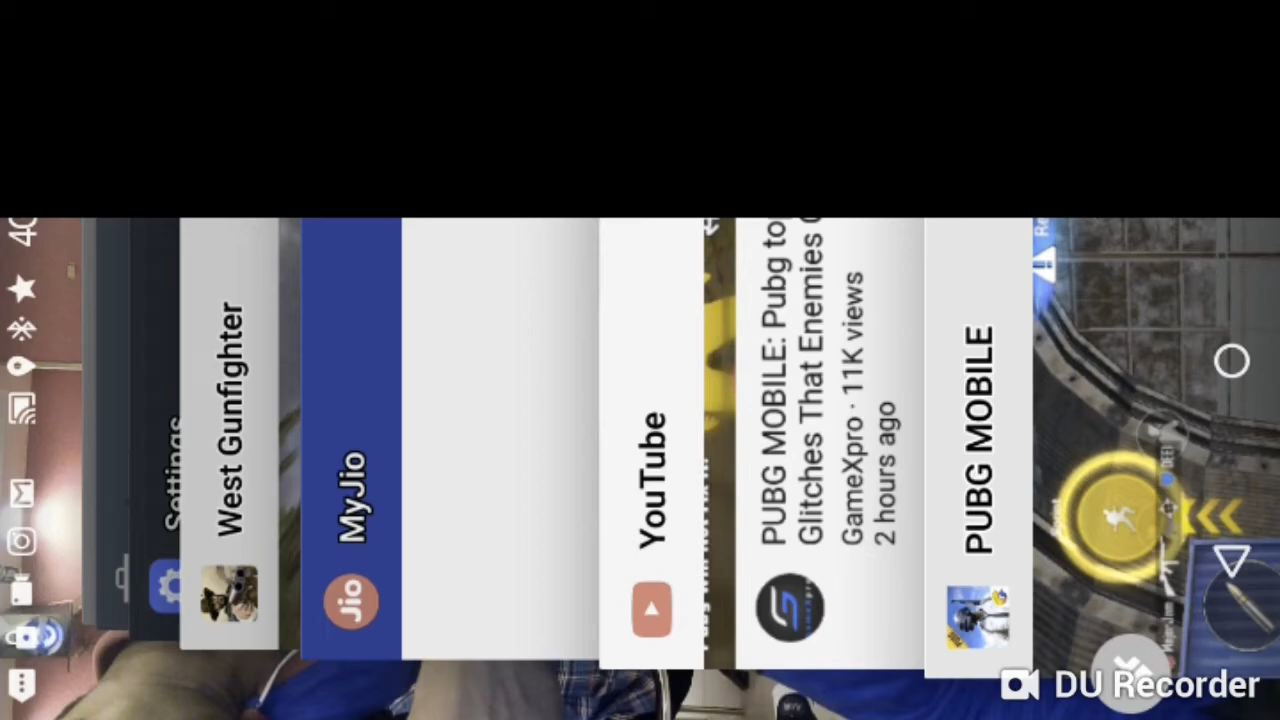 Settings
West Gunfighter
MyJio
Jio
YouTube
PUBG MOBILE: Pubg to
Glitches That Enemies
GameXpro · 11K views
2 hours ago
PUBG MOBILE
DU Recorder